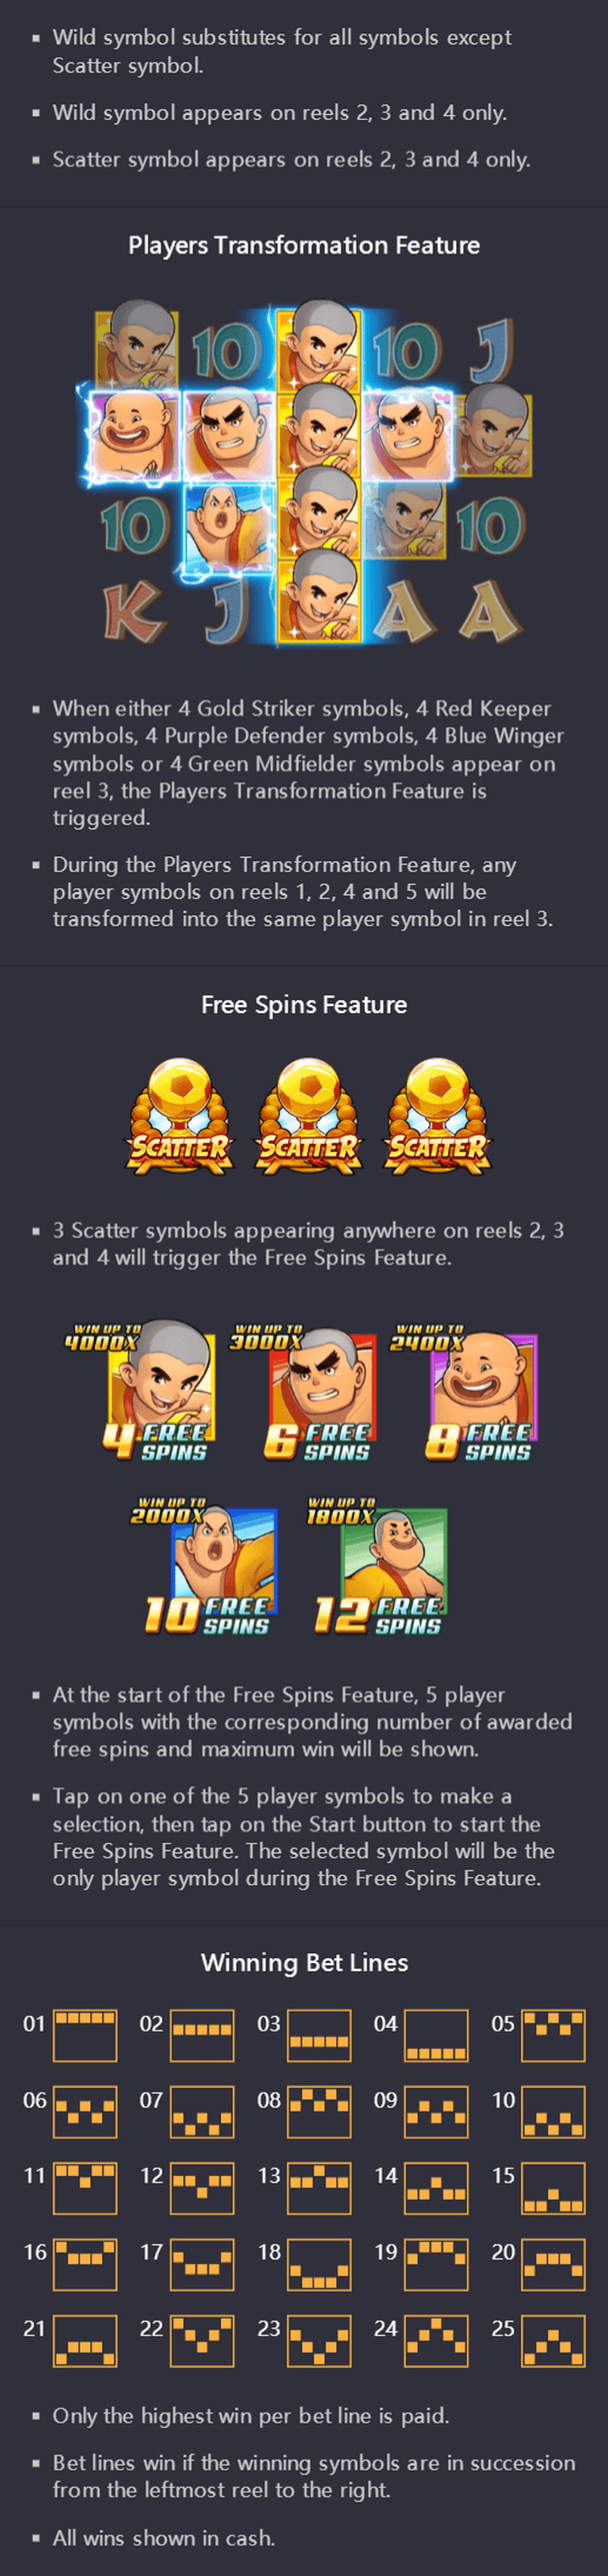 ▪ Wild symbol substitutes for all symbols except
Scatter symbol.
▪ Wild symbol appears on reels 2, 3 and 4 only.
▪ Scatter symbol appears on reels 2, 3 and 4 only.
Players Transformation Feature
10 10 J
10 10
K J A A
▪ When either 4 Gold Striker symbols, 4 Red Keeper
symbols, 4 Purple Defender symbols, 4 Blue Winger
symbols or 4 Green Midfielder symbols appear on
reel 3, the Players Transformation Feature is
triggered.
▪ During the Players Transformation Feature, any
player symbols on reels 1, 2, 4 and 5 will be
transformed into the same player symbol in reel 3.
Free Spins Feature
SCATTER SCATTER SCATTER
▪ 3 Scatter symbols appearing anywhere on reels 2, 3
and 4 will trigger the Free Spins Feature.
WIN UP TO WIN UP TO WIN UP TO
4000X 3000X 2400X
4 FREE SPINS 6 FREE SPINS 8 FREE SPINS
WIN UP TO WIN UP TO
2000X 1800X
10 FREE SPINS 12 FREE SPINS
▪ At the start of the Free Spins Feature, 5 player
symbols with the corresponding number of awarded
free spins and maximum win will be shown.
▪ Tap on one of the 5 player symbols to make a
selection, then tap on the Start button to start the
Free Spins Feature. The selected symbol will be the
only player symbol during the Free Spins Feature.
Winning Bet Lines
01 02 03 04 05
06 07 08 09 10
11 12 13 14 15
16 17 18 19 20
21 22 23 24 25
▪ Only the highest win per bet line is paid.
▪ Bet lines win if the winning symbols are in succession
from the leftmost reel to the right.
▪ All wins shown in cash.